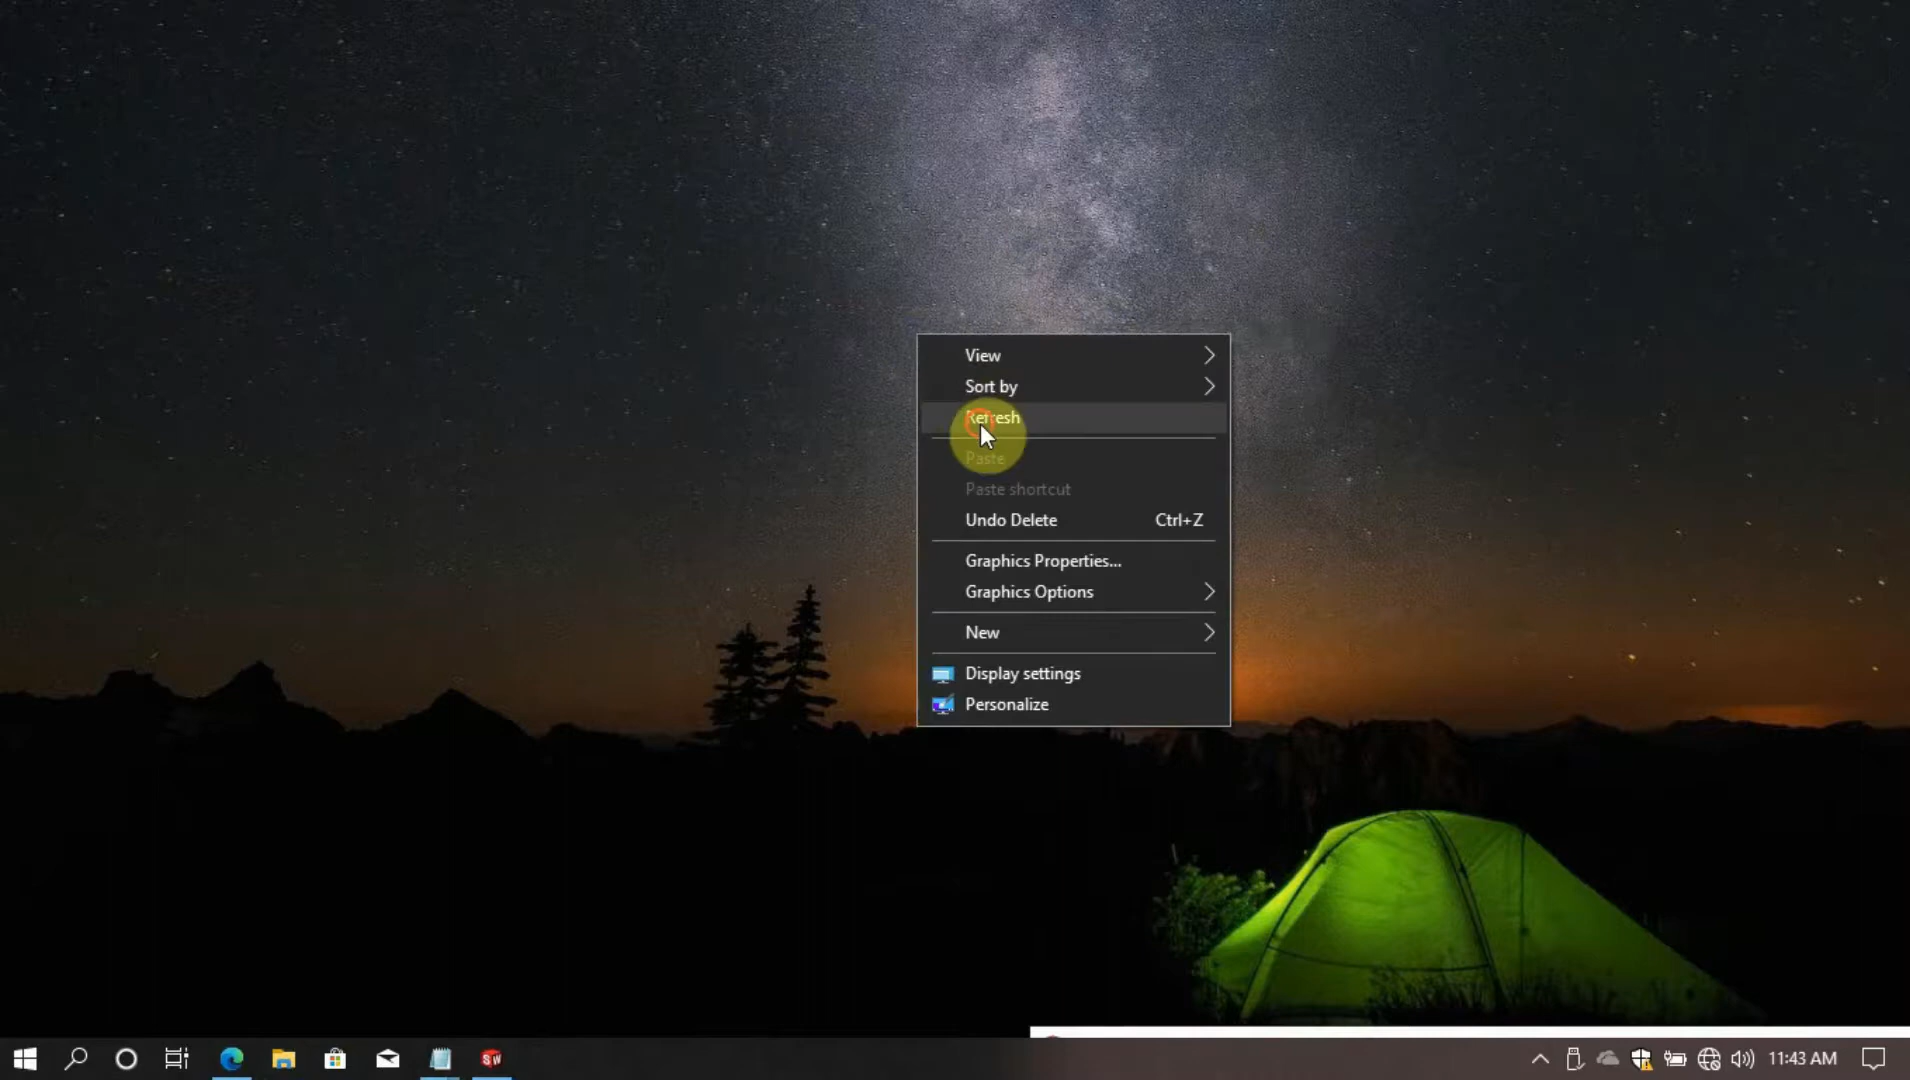 View
Sort by
Refresh
Paste
Paste shortcut
Undo Delete Ctrl+Z
Graphics Properties...
Graphics Options
New
Display settings
Personalize
SW
11:43 AM